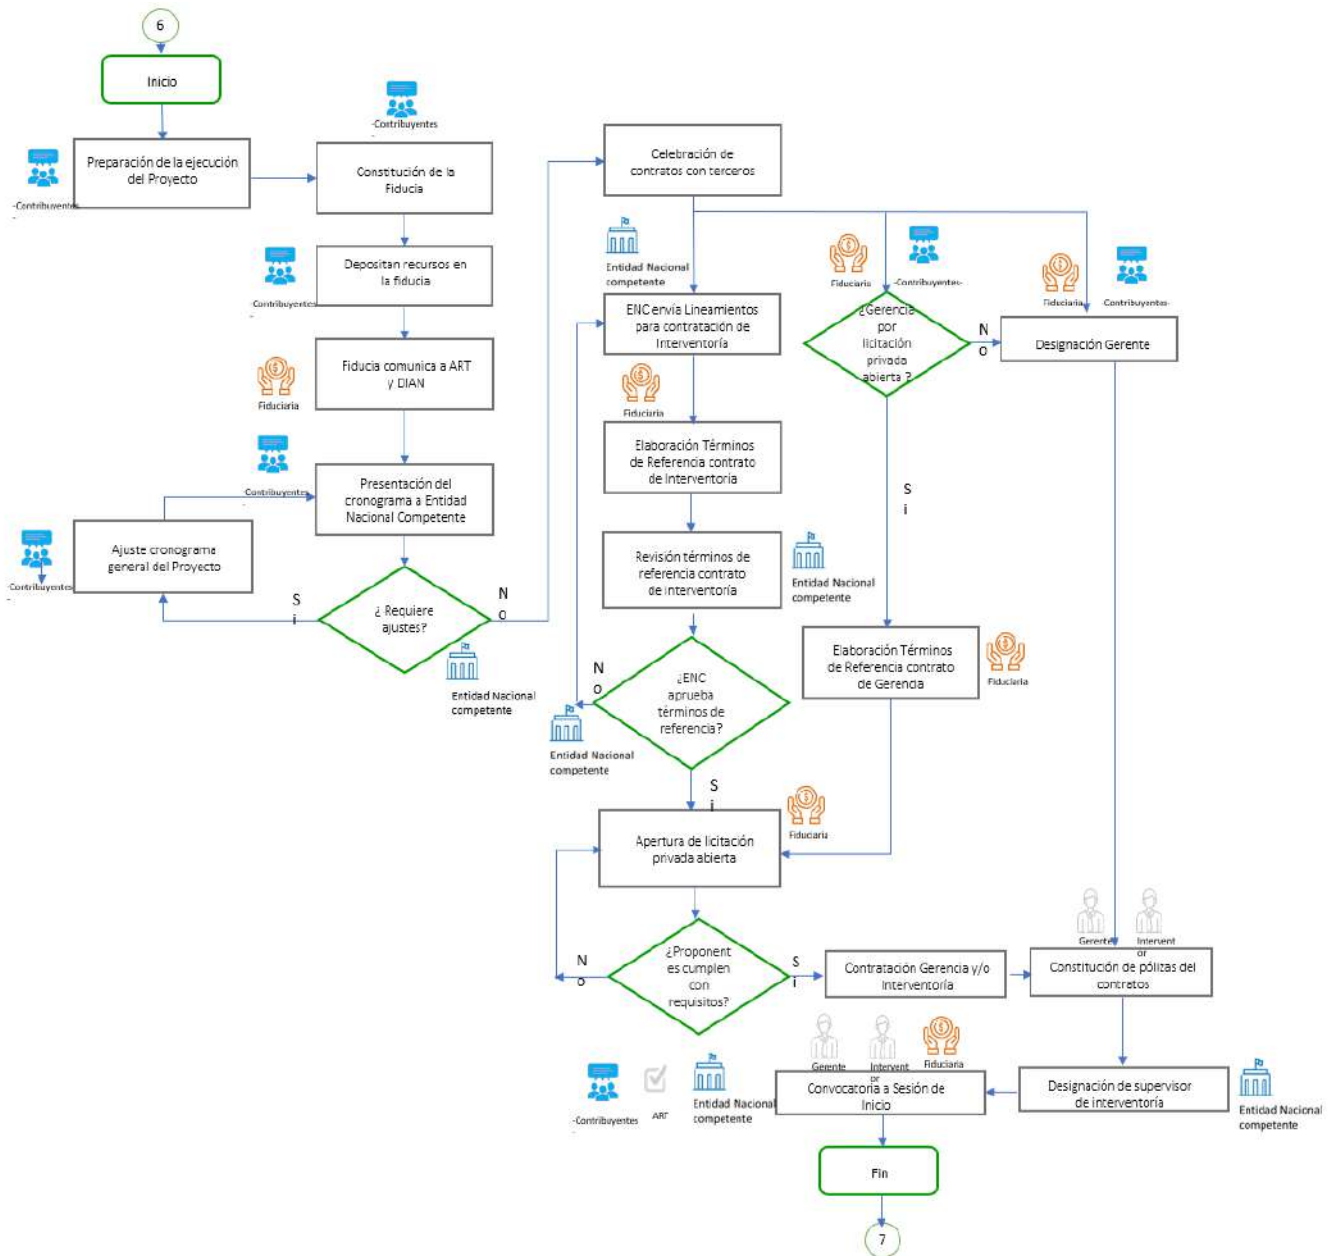 6
Inicio
-Contribuyentes
-
Preparación de la ejecución
del Proyecto
-Contribuyentes
-
Constitución de la
Fiducia
Depositan recursos en
la fiducia
-Contribuyentes
-
Fiducia comunica a ART
y DIAN
Fiduciaria
Presentación del
cronograma a Entidad
Nacional Competente
-Contribuyentes
-
Ajuste cronograma
general del Proyecto
-Contribuyentes
-
S
i
¿ Requiere
ajustes?
N
o
Entidad Nacional
competente
Celebración de
contratos con terceros
Entidad Nacional
competente
ENC envía Lineamientos
para contratación de
Interventoría
Fiduciaria
Elaboración Términos
de Referencia contrato
de Interventoría
Revisión términos de
referencia contrato
de interventoría
Entidad Nacional
competente
N
o
¿ENC
aprueba
términos de
referencia?
Entidad Nacional
competente
S
i
Fiduciaria
-Contribuyentes-
¿Gerencia
por
licitación
privada
abierta ?
N
o
Fiduciaria
-Contribuyentes-
Designación Gerente
S
i
Elaboración Términos
de Referencia contrato
de Gerencia
Fiduciaria
Apertura de licitación
privada abierta
Fiduciaria
N
o
¿Proponent
es cumplen
con
requisitos?
S
i
Contratación Gerencia y/o
Interventoría
Gerente
Intervent
or
Constitución de pólizas del
contratos
Designación de supervisor
de interventoría
Entidad Nacional
competente
Gerente
Intervent
or
Fiduciaria
Convocatoria a Sesión de
Inicio
-Contribuyentes
-
ART
Entidad Nacional
competente
Fin
7